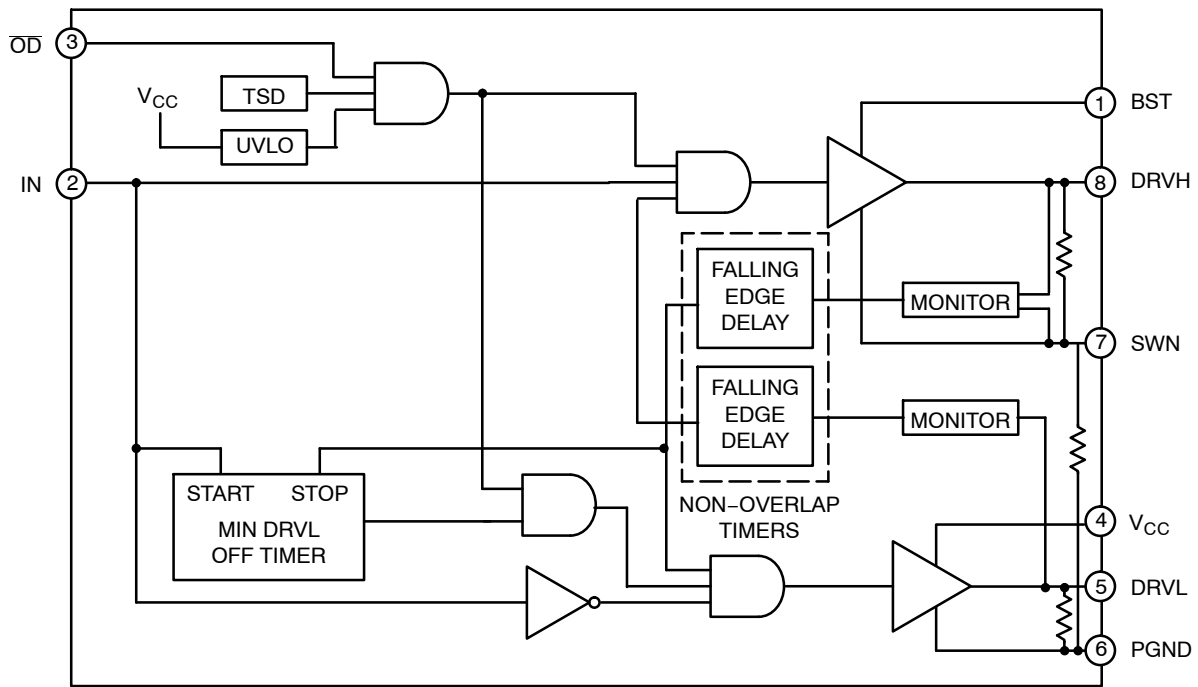 OD 3
TSD
VCC
UVLO
1 BST
IN 2
8 DRVH
FALLING
EDGE
DELAY
MONITOR
7 SWN
FALLING
EDGE
DELAY
MONITOR
START STOP
MIN DRVL
OFF TIMER
NON−OVERLAP
TIMERS
4 VCC
5 DRVL
6 PGND